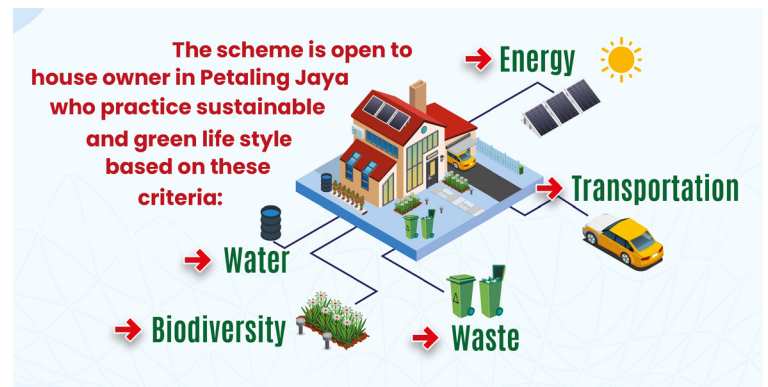 The scheme is open to
house owner in Petaling Jaya
who practice sustainable
and green life style
based on these
criteria:
Energy
Transportation
Water
Biodiversity
Waste